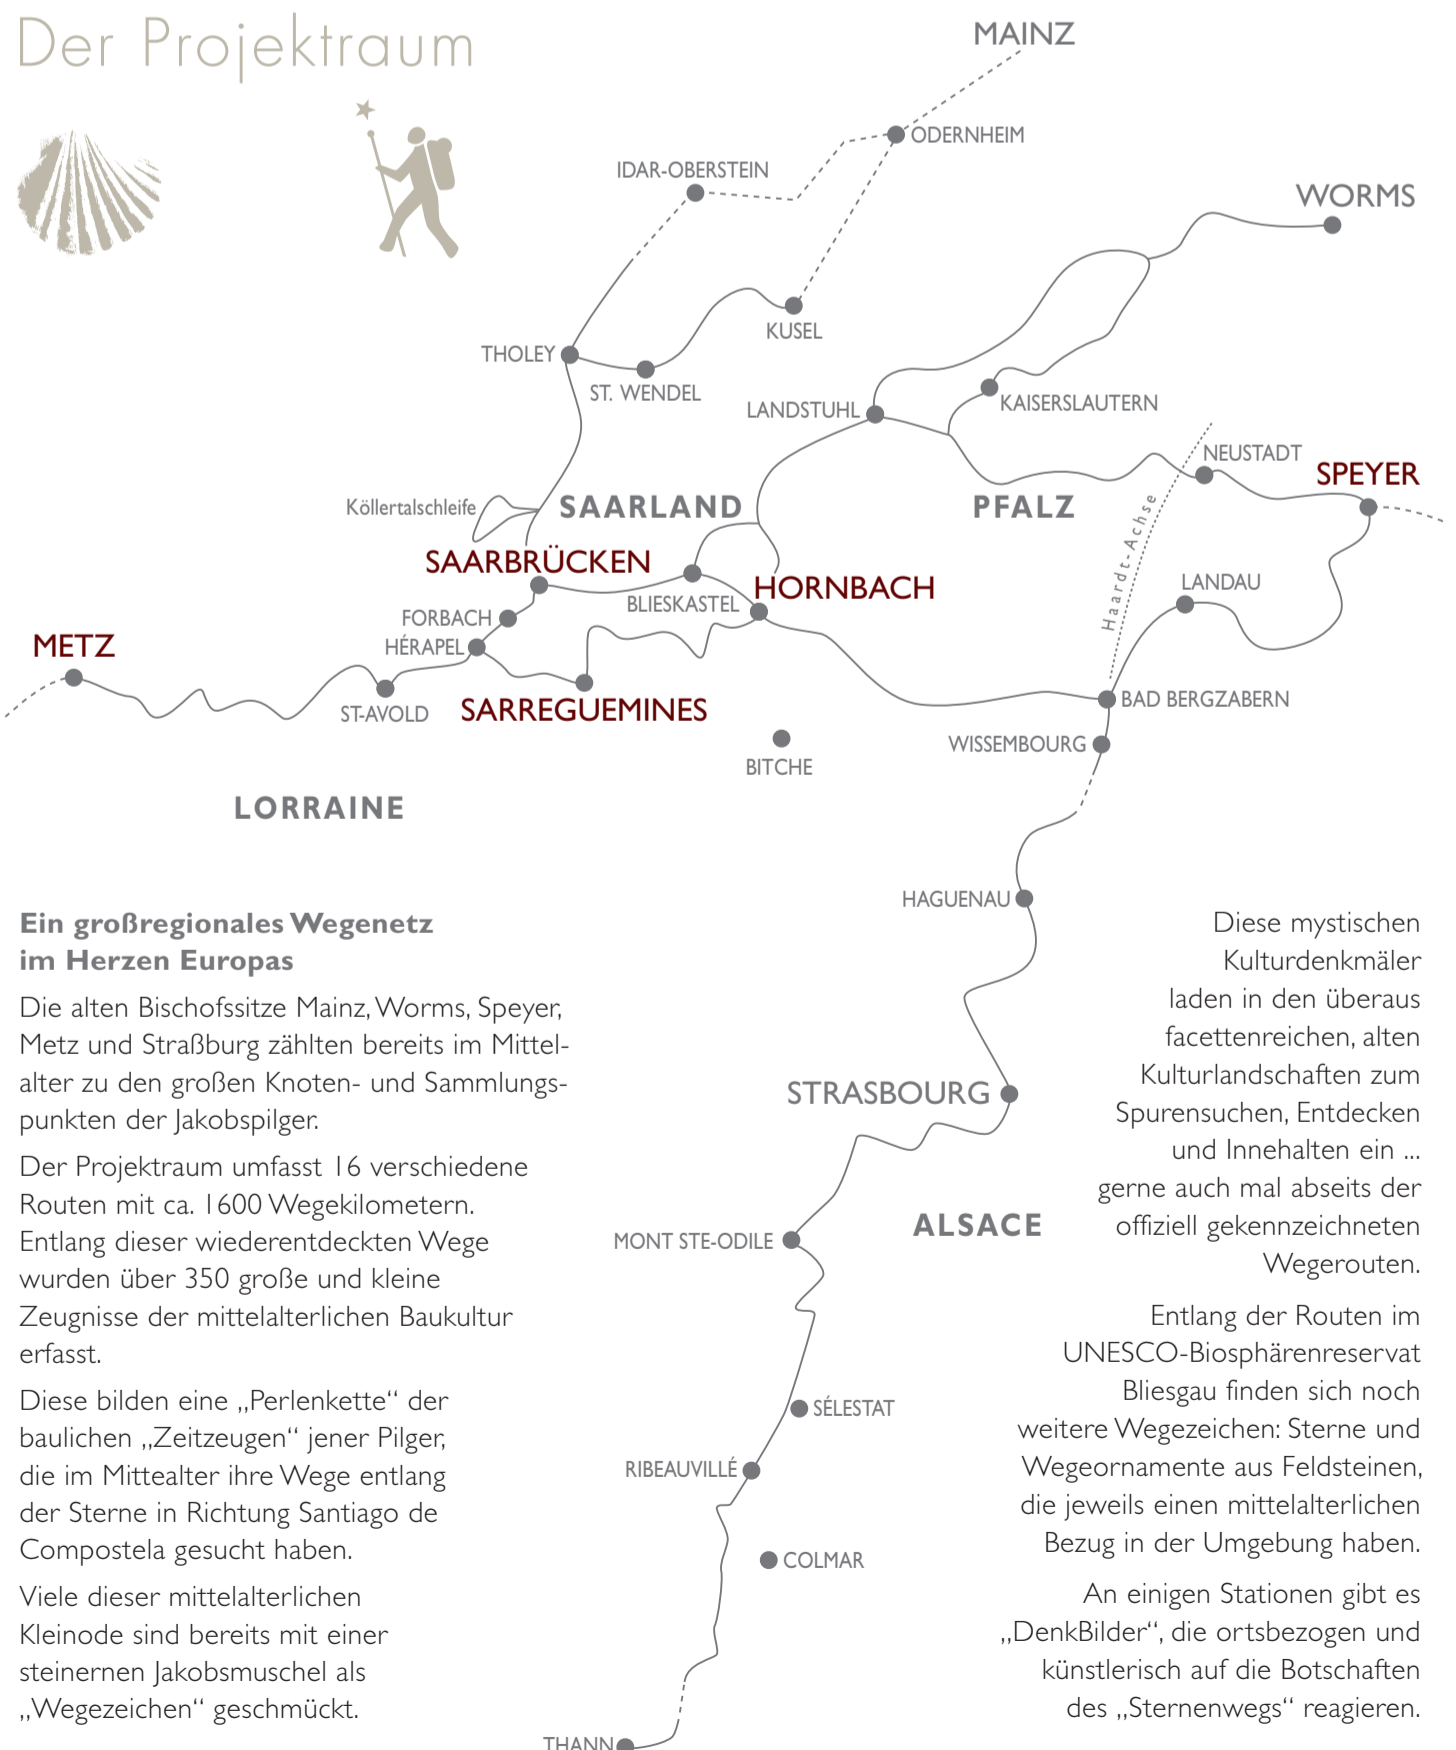 Der Projektraum
MAINZ
ODERNHEIM
IDAR-OBERSTEIN
WORMS
KUSEL
THOLEY
ST. WENDEL
LANDSTUHL
KAISERSLAUTERN
NEUSTADT
SPEYER
Köllertalschleife
SAARLAND
PFALZ
Haardt-Achse
SAARBRÜCKEN
HORNBACH
LANDAU
BLIESKASTEL
FORBACH
HÉRAPEL
METZ
ST-AVOLD
SARREGUEMINES
BAD BERGZABERN
WISSEMBOURG
BITCHE
LORRAINE
HAGUENAU
STRASBOURG
ALSACE
MONT STE-ODILE
SÉLESTAT
RIBEAUVILLÉ
COLMAR
THANN
Ein großregionales Wegenetz
im Herzen Europas
Die alten Bischofssitze Mainz, Worms, Speyer,
Metz und Straßburg zählten bereits im Mittel-
alter zu den großen Knoten- und Sammlungs-
punkten der Jakobspilger.
Der Projektraum umfasst 16 verschiedene
Routen mit ca. 1600 Wegekilometern.
Entlang dieser wiederentdeckten Wege
wurden über 350 große und kleine
Zeugnisse der mittelalterlichen Baukultur
erfasst.
Diese bilden eine „Perlenkette“ der
baulichen „Zeitzeugen“ jener Pilger,
die im Mittealter ihre Wege entlang
der Sterne in Richtung Santiago de
Compostela gesucht haben.
Viele dieser mittelalterlichen
Kleinode sind bereits mit einer
steinernen Jakobsmuschel als
„Wegezeichen“ geschmückt.
Diese mystischen
Kulturdenkmäler
laden in den überaus
facettenreichen, alten
Kulturlandschaften zum
Spurensuchen, Entdecken
und Innehalten ein ...
gerne auch mal abseits der
offiziell gekennzeichneten
Wegerouten.
Entlang der Routen im
UNESCO-Biosphärenreservat
Bliesgau finden sich noch
weitere Wegezeichen: Sterne und
Wegeornamente aus Feldsteinen,
die jeweils einen mittelalterlichen
Bezug in der Umgebung haben.
An einigen Stationen gibt es
„DenkBilder“, die ortsbezogen und
künstlerisch auf die Botschaften
des „Sternenwegs“ reagieren.